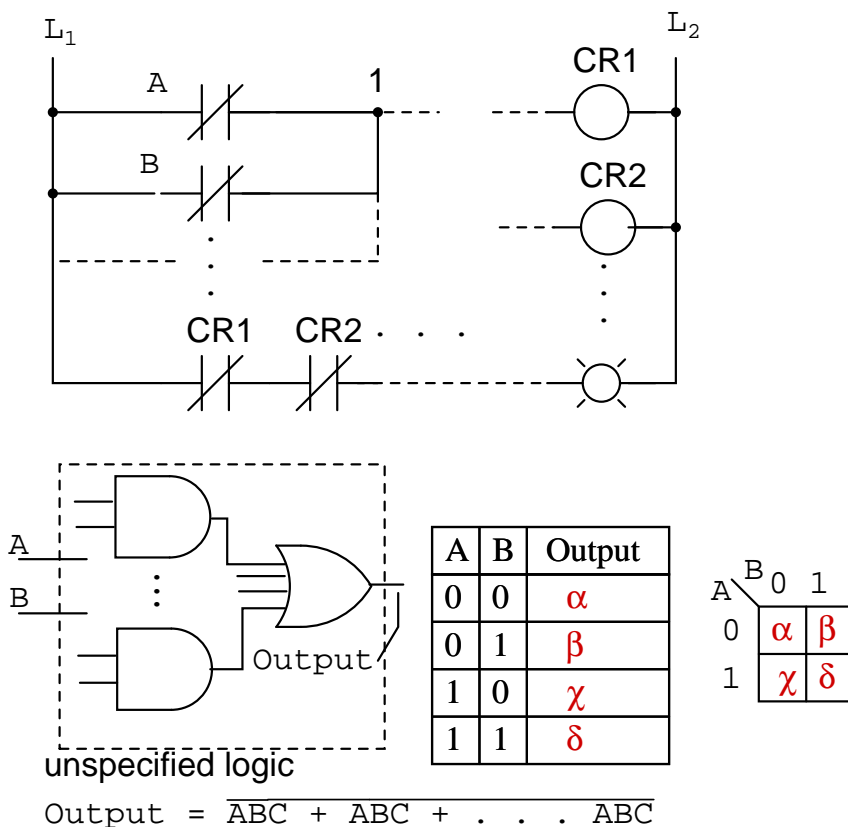 L₁ L₂
A 1 CR1
B CR2
CR1 CR2 . . .
A
B
Output
unspecified logic
A B Output
0 0 α
0 1 β
1 0 χ
1 1 δ
B 0 1
A
0 α β
1 χ δ
Output = ABC + ABC + . . . ABC